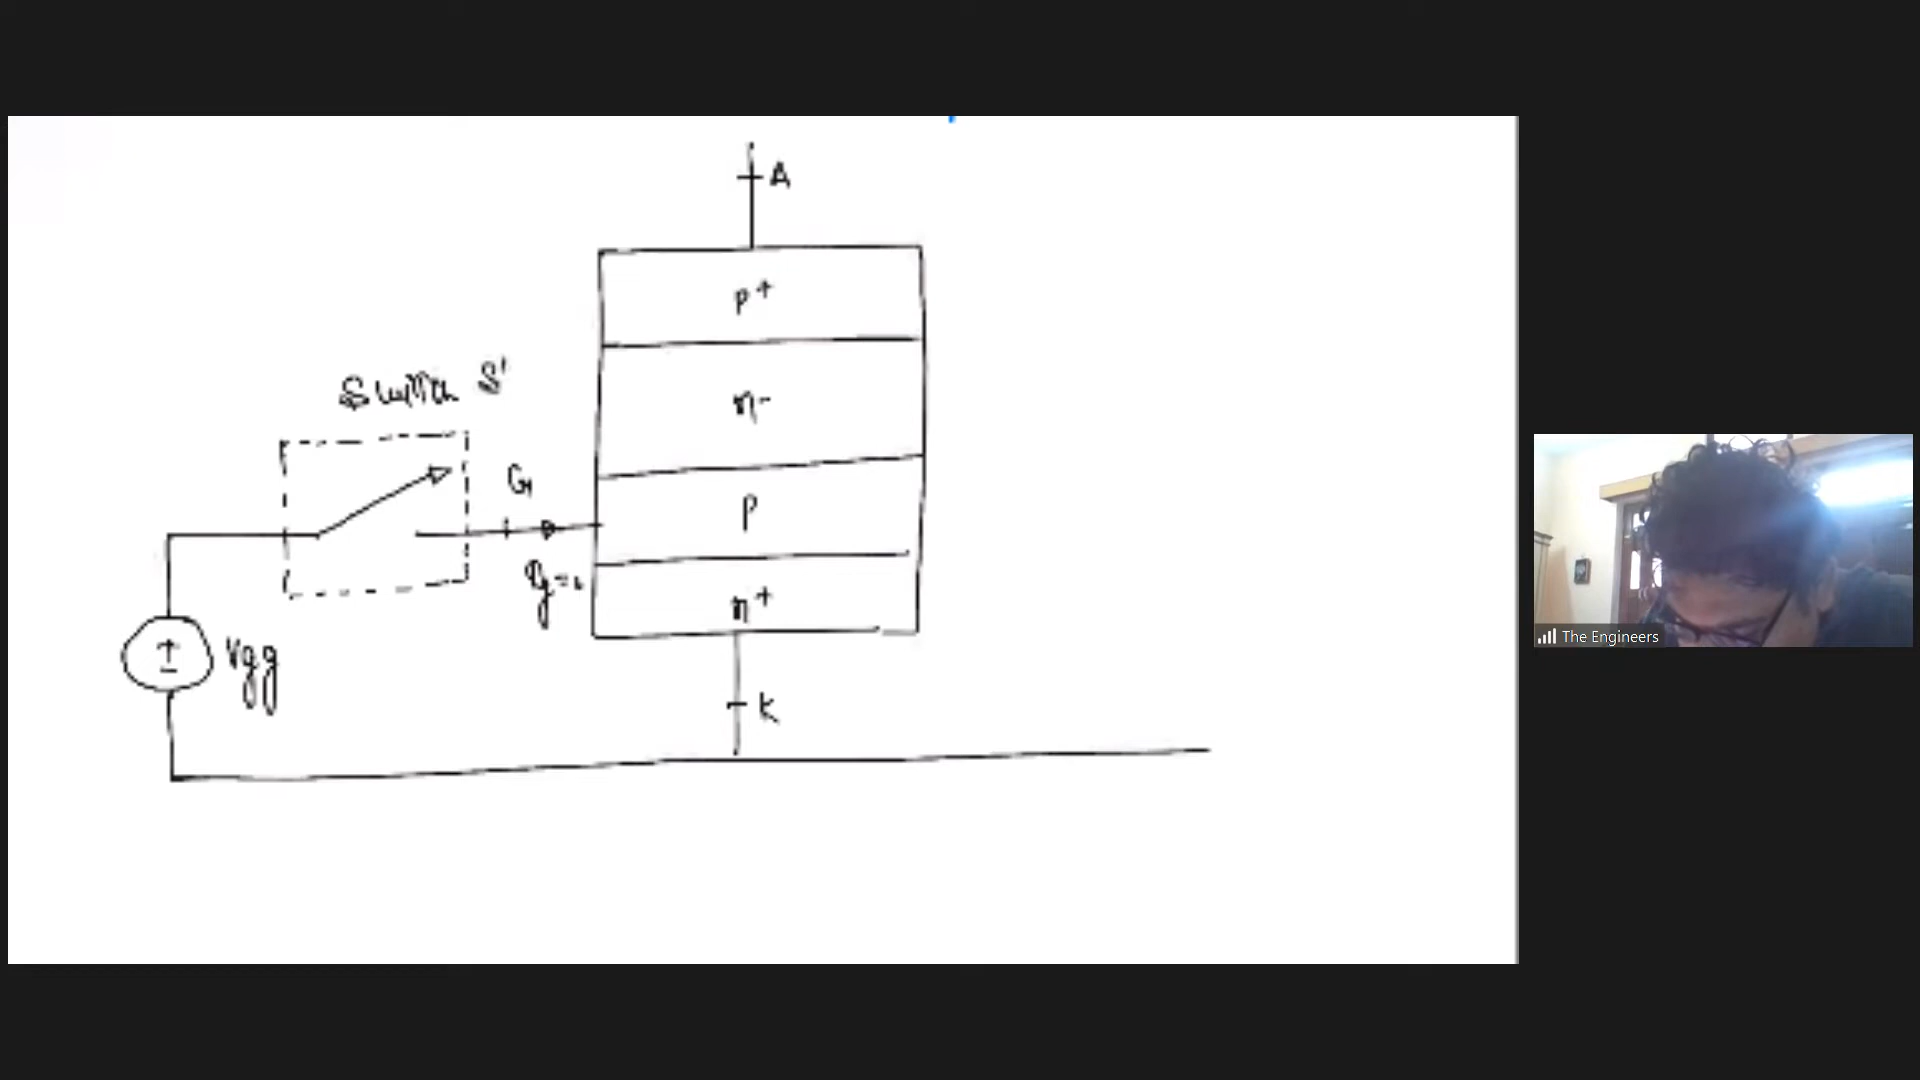 A
p+
n-
Switch S'
G
p
n+
Vgg
K
The Engineers